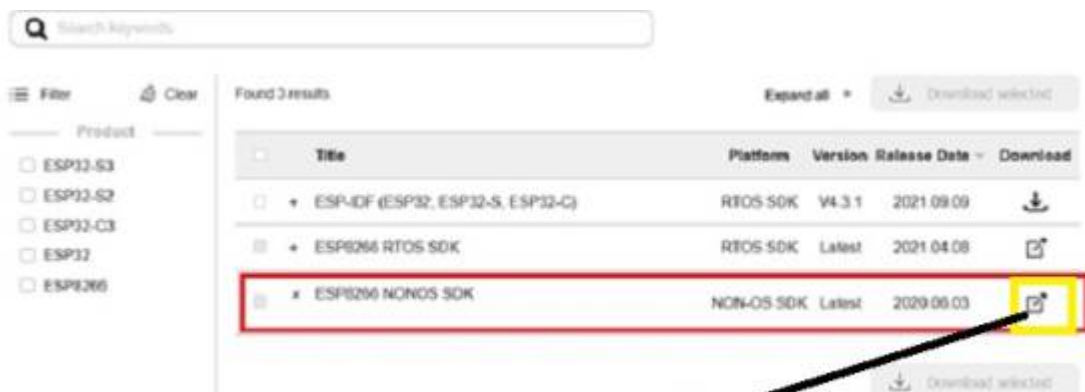 Search Keywords
Filter Clear
Found 3 results
Expand all
Download selected
Product
ESP32-S3
ESP32-S2
ESP32-C3
ESP32
ESP8266
Title Platform Version Release Date Download
+ ESP-IDF (ESP32, ESP32-S, ESP32-C) RTOS SDK V4.3.1 2021.09.09
+ ESP8266 RTOS SDK RTOS SDK Latest 2021.04.08
x ESP8266 NONOS SDK NON-OS SDK Latest 2020.06.03
Download selected